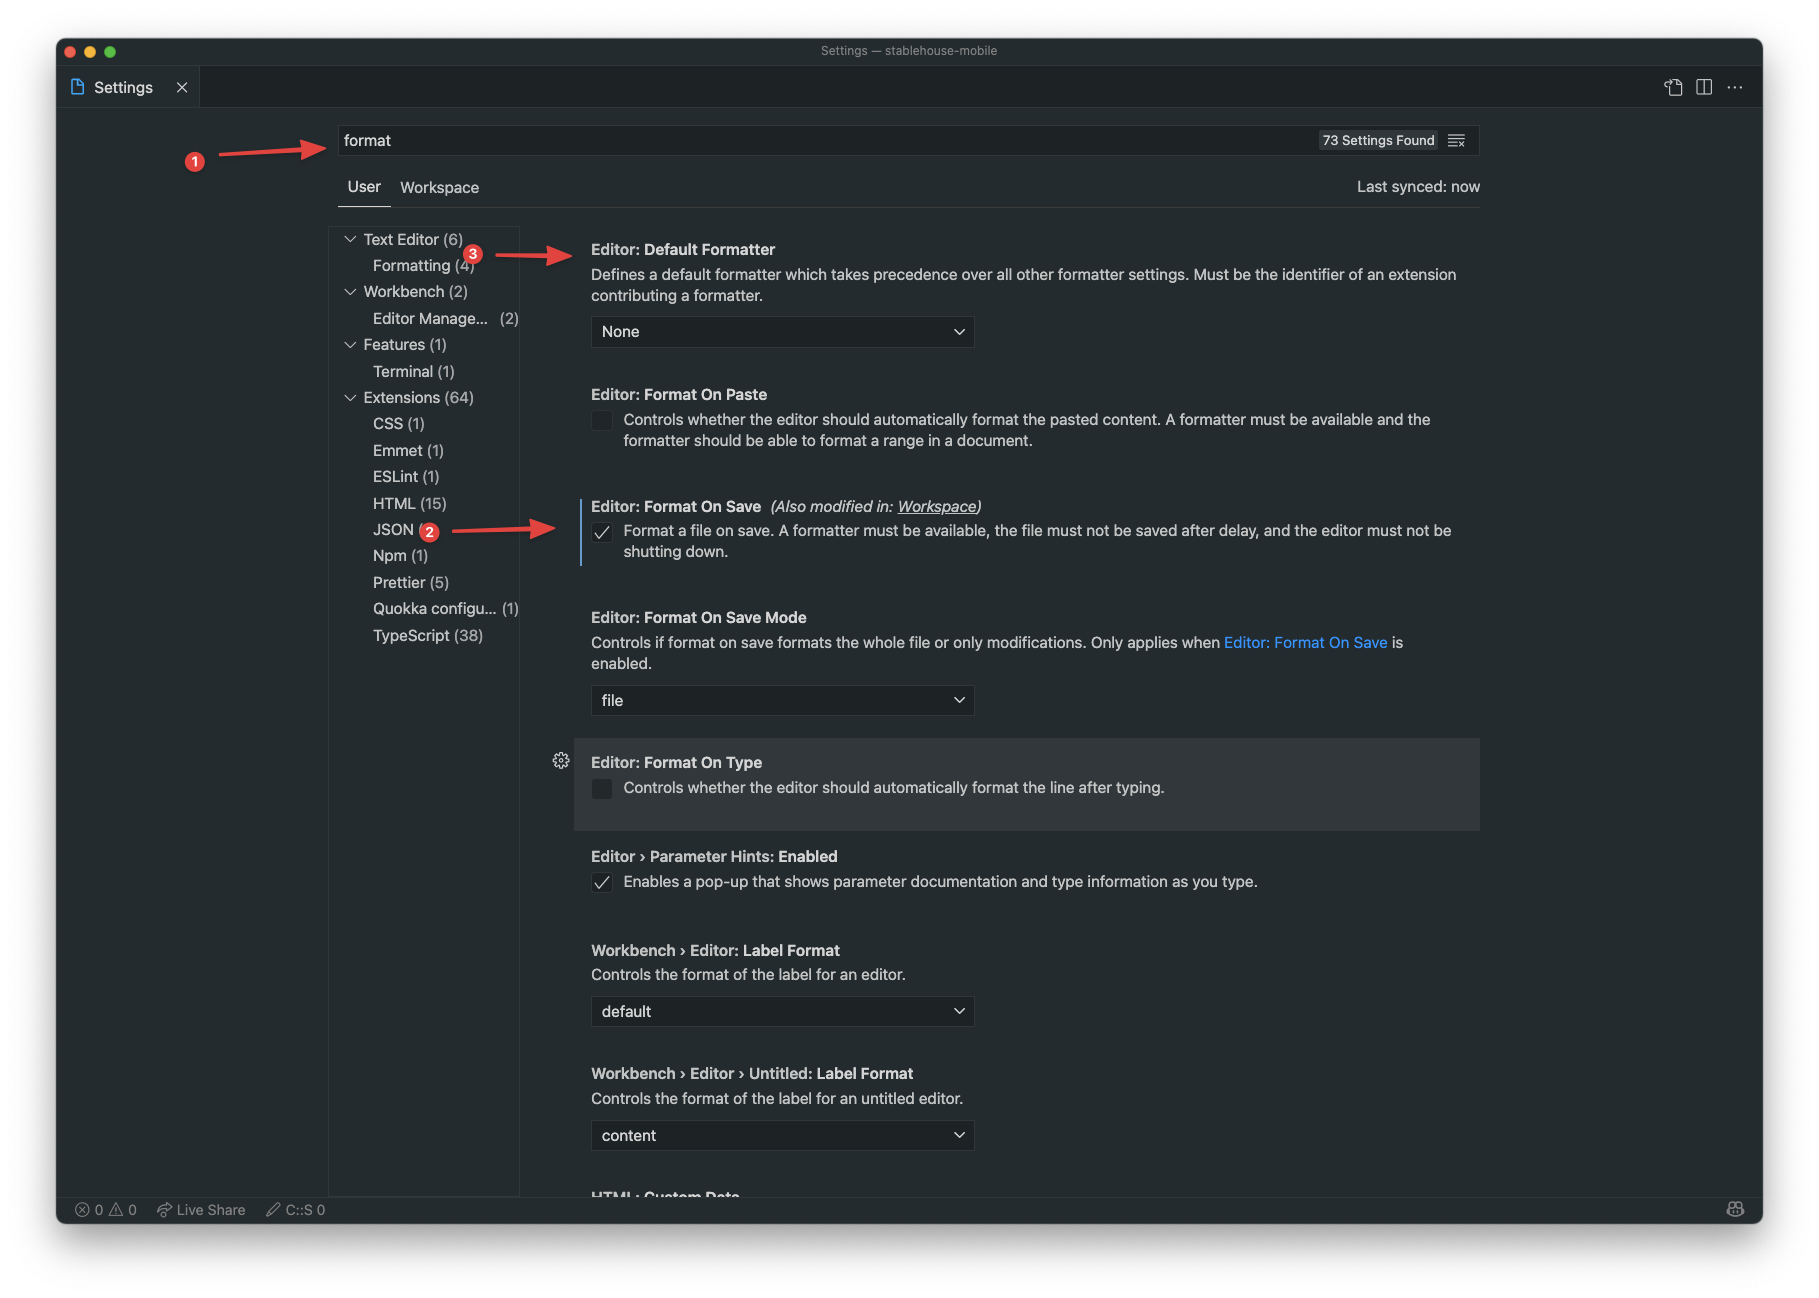 Settings — stablehouse-mobile
Settings
format
73 Settings Found
1
User
Workspace
Last synced: now
Text Editor (6)
3
Formatting (4)
Workbench (2)
Editor Manage... (2)
Features (1)
Terminal (1)
Extensions (64)
CSS (1)
Emmet (1)
ESLint (1)
HTML (15)
JSON
2
Npm (1)
Prettier (5)
Quokka configu... (1)
TypeScript (38)
Editor: Default Formatter
Defines a default formatter which takes precedence over all other formatter settings. Must be the identifier of an extension
contributing a formatter.
None
Editor: Format On Paste
Controls whether the editor should automatically format the pasted content. A formatter must be available and the
formatter should be able to format a range in a document.
Editor: Format On Save (Also modified in: Workspace)
Format a file on save. A formatter must be available, the file must not be saved after delay, and the editor must not be
shutting down.
Editor: Format On Save Mode
Controls if format on save formats the whole file or only modifications. Only applies when Editor: Format On Save is
enabled.
file
Editor: Format On Type
Controls whether the editor should automatically format the line after typing.
Editor › Parameter Hints: Enabled
Enables a pop-up that shows parameter documentation and type information as you type.
Workbench › Editor: Label Format
Controls the format of the label for an editor.
default
Workbench › Editor › Untitled: Label Format
Controls the format of the label for an untitled editor.
content
HTML: Custom Data
0 0 Live Share C::S 0